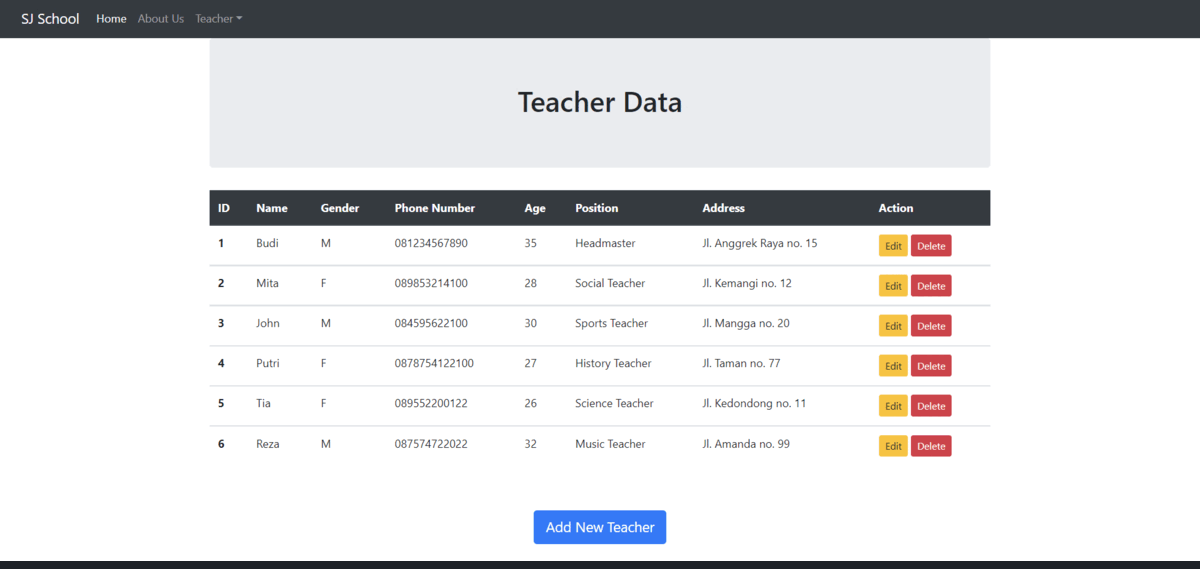 SJ School Home About Us Teacher
Teacher Data
ID Name Gender Phone Number Age Position Address Action
1 Budi M 081234567890 35 Headmaster Jl. Anggrek Raya no. 15 Edit Delete
2 Mita F 089853214100 28 Social Teacher Jl. Kemangi no. 12 Edit Delete
3 John M 084595622100 30 Sports Teacher Jl. Mangga no. 20 Edit Delete
4 Putri F 0878754122100 27 History Teacher Jl. Taman no. 77 Edit Delete
5 Tia F 089552200122 26 Science Teacher Jl. Kedondong no. 11 Edit Delete
6 Reza M 087574722022 32 Music Teacher Jl. Amanda no. 99 Edit Delete
Add New Teacher